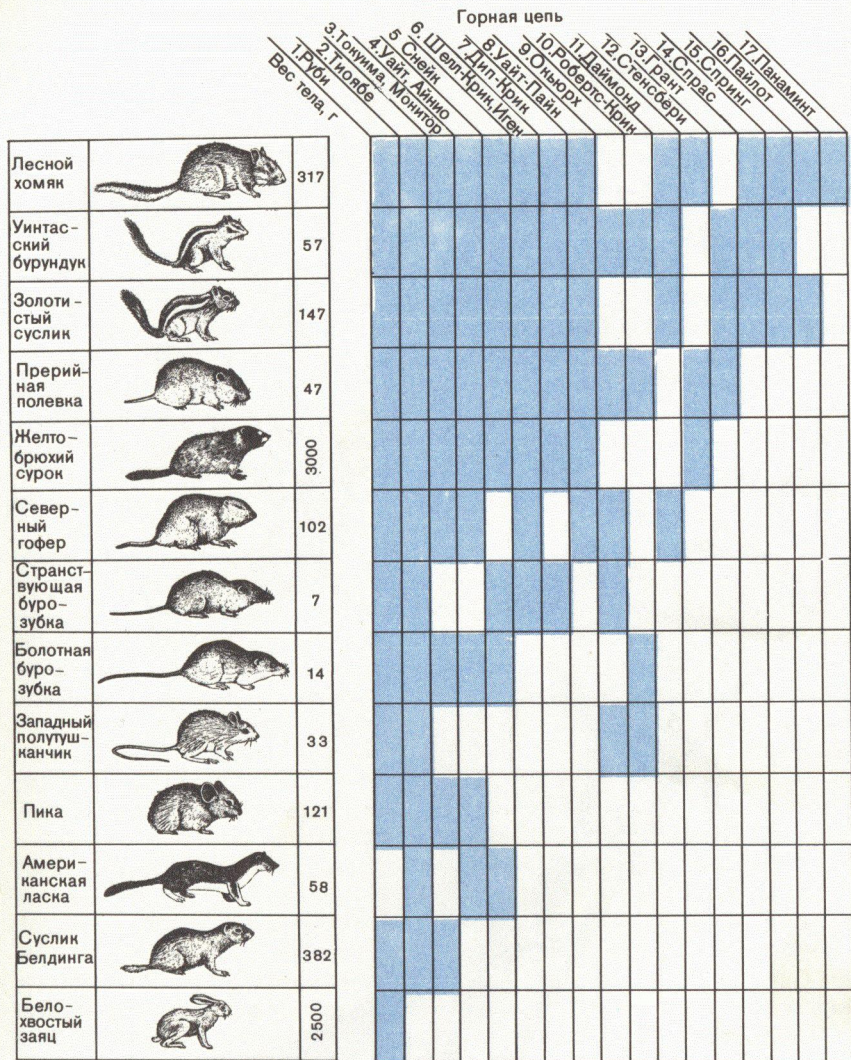 Горная цепь
1.Руби
2.Тиоябе
3.Токуима, Монитор
4.Уайт, Айнио
5. Снейк
6. Шелл-Крик, Иген
7.Дип-Крик
8.Уайт-Пайн
9.Окьюрх
10.Робертс-Крик
11.Даймонд
12.Стенсбери
13.Грант
14.Спрас
15.Спринг
16.Пайлот
17.Панаминт
Вес тела, г
Лесной
хомяк
317
Уинтас-
ский
бурундук
57
Золоти-
стый
суслик
147
Прерий-
ная
полевка
47
Желто-
брюхий
сурок
3000
Север-
ный
гофер
102
Странст-
вующая
буро-
зубка
7
Болотная
буро-
зубка
14
Западный
полутуш-
канчик
33
Пика
121
Амери-
канская
ласка
58
Суслик
Белдинга
382
Бело-
хвостый
заяц
2500